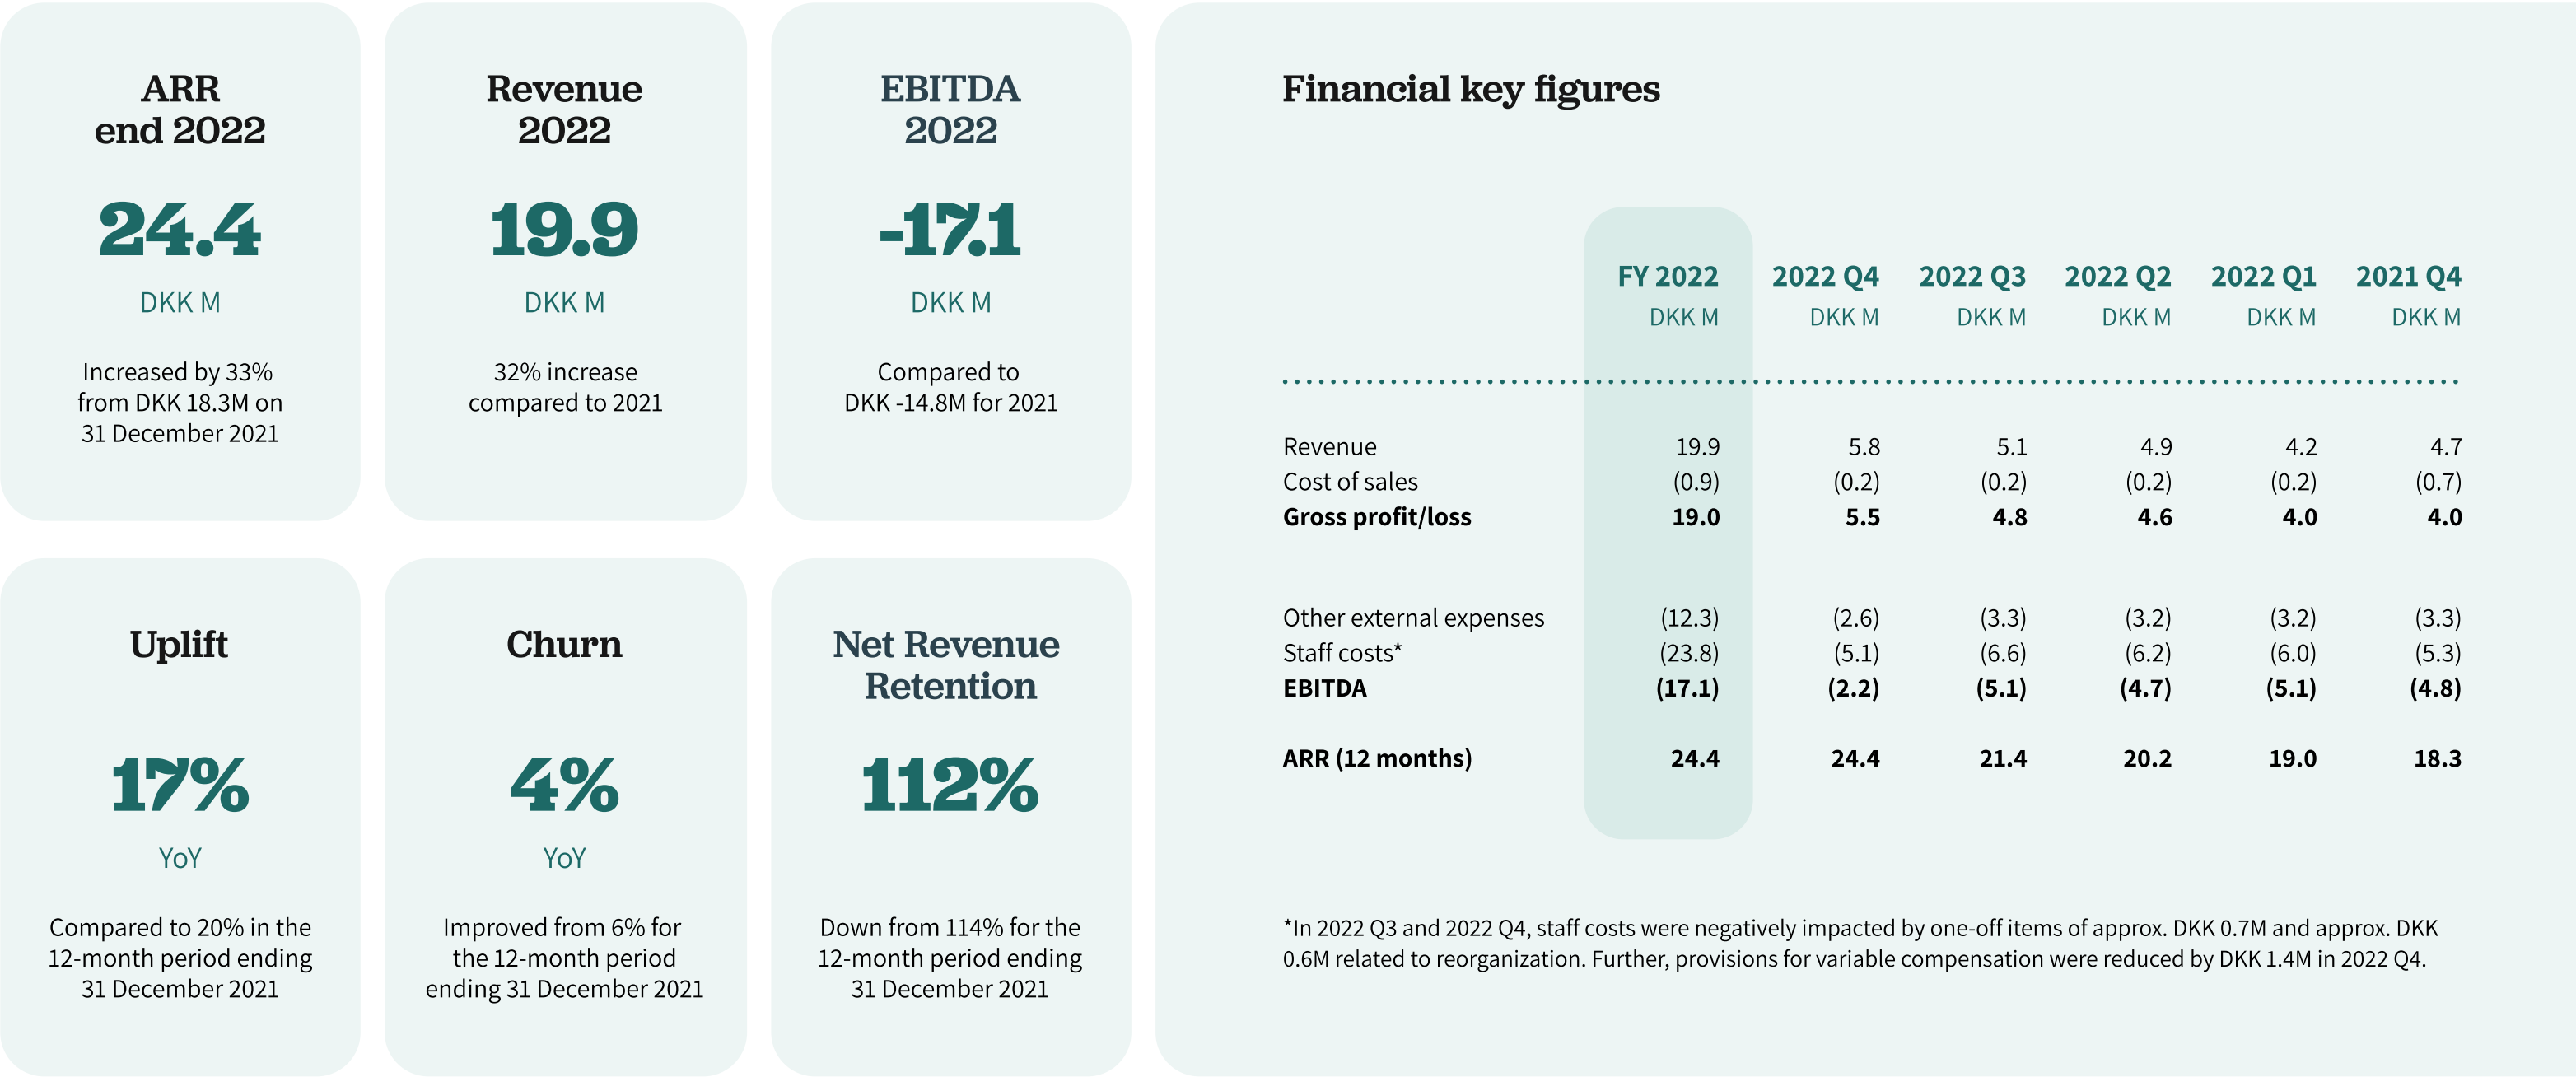 ARR
end 2022
24.4
DKK M
Increased by 33%
from DKK 18.3M on
31 December 2021
Revenue
2022
19.9
DKK M
32% increase
compared to 2021
EBITDA
2022
-17.1
DKK M
Compared to
DKK -14.8M for 2021
Uplift
17%
YoY
Compared to 20% in the
12-month period ending
31 December 2021
Churn
4%
YoY
Improved from 6% for
the 12-month period
ending 31 December 2021
Net Revenue
Retention
112%
Down from 114% for the
12-month period ending
31 December 2021
Financial key figures
FY 2022 2022 Q4 2022 Q3 2022 Q2 2022 Q1 2021 Q4
DKK M DKK M DKK M DKK M DKK M DKK M
Revenue 19.9 5.8 5.1 4.9 4.2 4.7
Cost of sales (0.9) (0.2) (0.2) (0.2) (0.2) (0.7)
Gross profit/loss 19.0 5.5 4.8 4.6 4.0 4.0
Other external expenses (12.3) (2.6) (3.3) (3.2) (3.2) (3.3)
Staff costs* (23.8) (5.1) (6.6) (6.2) (6.0) (5.3)
EBITDA (17.1) (2.2) (5.1) (4.7) (5.1) (4.8)
ARR (12 months) 24.4 24.4 21.4 20.2 19.0 18.3
*In 2022 Q3 and 2022 Q4, staff costs were negatively impacted by one-off items of approx. DKK 0.7M and approx. DKK
0.6M related to reorganization. Further, provisions for variable compensation were reduced by DKK 1.4M in 2022 Q4.